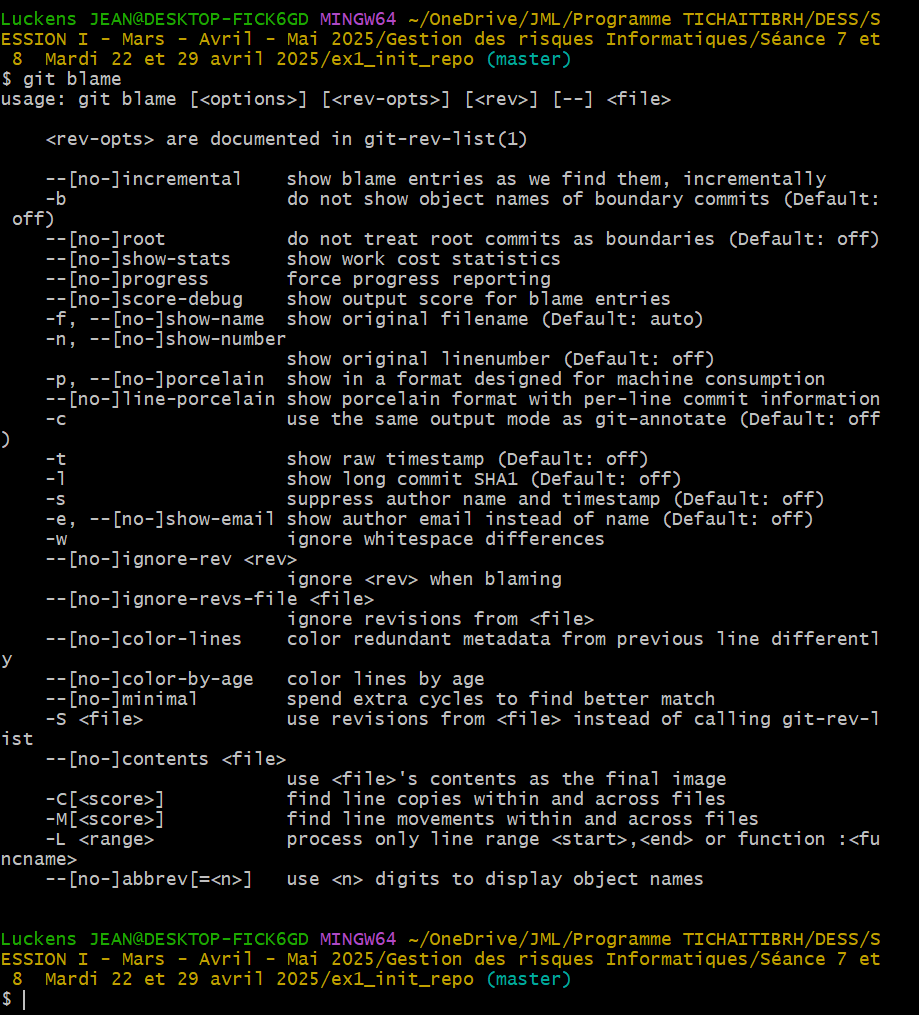 Luckens JEAN@DESKTOP-FICK6GD MINGW64 ~/OneDrive/JML/Programme TICHAITIBRH/DESS/S
ESSION I - Mars - Avril - Mai 2025/Gestion des risques Informatiques/Séance 7 et
 8  Mardi 22 et 29 avril 2025/ex1_init_repo (master)
$ git blame
usage: git blame [<options>] [<rev-opts>] [<rev>] [--] <file>

    <rev-opts> are documented in git-rev-list(1)

    --[no-]incremental    show blame entries as we find them, incrementally
    -b                    do not show object names of boundary commits (Default:
 off)
    --[no-]root           do not treat root commits as boundaries (Default: off)
    --[no-]show-stats     show work cost statistics
    --[no-]progress       force progress reporting
    --[no-]score-debug    show output score for blame entries
    -f, --[no-]show-name  show original filename (Default: auto)
    -n, --[no-]show-number
                          show original linenumber (Default: off)
    -p, --[no-]porcelain  show in a format designed for machine consumption
    --[no-]line-porcelain show porcelain format with per-line commit information
    -c                    use the same output mode as git-annotate (Default: off
)
    -t                    show raw timestamp (Default: off)
    -l                    show long commit SHA1 (Default: off)
    -s                    suppress author name and timestamp (Default: off)
    -e, --[no-]show-email show author email instead of name (Default: off)
    -w                    ignore whitespace differences
    --[no-]ignore-rev <rev>
                          ignore <rev> when blaming
    --[no-]ignore-revs-file <file>
                          ignore revisions from <file>
    --[no-]color-lines    color redundant metadata from previous line differentl
y
    --[no-]color-by-age   color lines by age
    --[no-]minimal        spend extra cycles to find better match
    -S <file>             use revisions from <file> instead of calling git-rev-l
ist
    --[no-]contents <file>
                          use <file>'s contents as the final image
    -C[<score>]           find line copies within and across files
    -M[<score>]           find line movements within and across files
    -L <range>            process only line range <start>,<end> or function :<fu
ncname>
    --[no-]abbrev[=<n>]   use <n> digits to display object names

Luckens JEAN@DESKTOP-FICK6GD MINGW64 ~/OneDrive/JML/Programme TICHAITIBRH/DESS/S
ESSION I - Mars - Avril - Mai 2025/Gestion des risques Informatiques/Séance 7 et
 8  Mardi 22 et 29 avril 2025/ex1_init_repo (master)
$